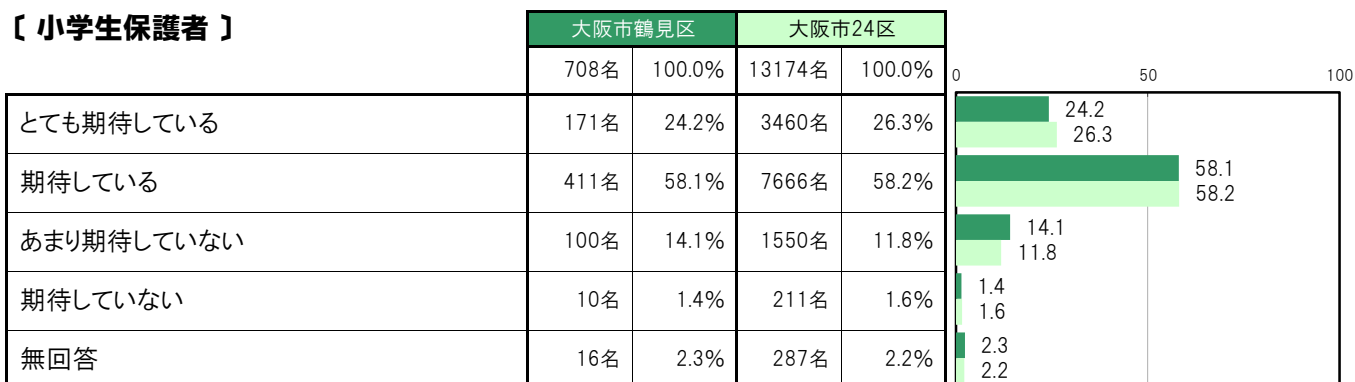 〔 小学生保護者 〕
大阪市鶴見区 大阪市24区
708名 100.0% 13174名 100.0%
0 50 100
とても期待している 171名 24.2% 3460名 26.3%
24.2
26.3
期待している 411名 58.1% 7666名 58.2%
58.1
58.2
あまり期待していない 100名 14.1% 1550名 11.8%
14.1
11.8
期待していない 10名 1.4% 211名 1.6%
1.4
1.6
無回答 16名 2.3% 287名 2.2%
2.3
2.2